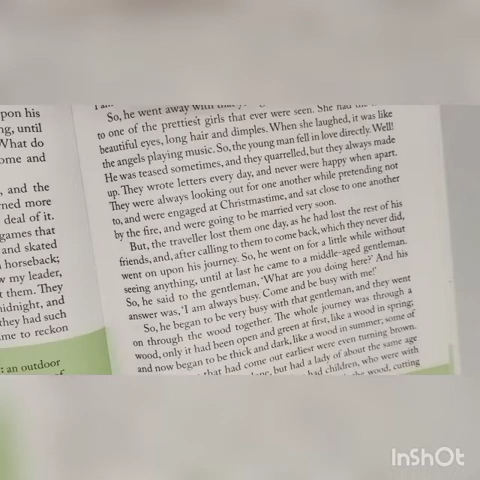 pon his
ng, until
What do
ome and
, and the
ned more
deal of it.
games that
and skated
horseback;
w my leader,
t them. They
midnight, and
they had such
me to reckon
: an outdoor
So, he went away with
to one of the prettiest girls that ever were seen. She had the
beautiful eyes, long hair and dimples. When she laughed, it was like
the angels playing music. So, the young man fell in love directly. Well!
He was teased sometimes, and they quarrelled, but they always made
up. They wrote letters every day, and never were happy when apart.
They were always looking out for one another while pretending not
to, and were engaged at Christmastime, and sat close to one another
by the fire, and were going to be married very soon.
But, the traveller lost them one day, as he had lost the rest of his
friends, and, after calling to them to come back, which they never did,
went on upon his journey. So, he went on for a little while without
seeing anything, until at last he came to a middle-aged gentleman.
So, he said to the gentleman, 'What are you doing here?' And his
answer was, 'I am always busy. Come and be busy with me!'
So, he began to be very busy with that gentleman, and they went
on through the wood together. The whole journey was through a
wood, only it had been open and green at first, like a wood in spring;
and now began to be thick and dark, like a wood in summer; some of
that had come out earliest were even turning brown.
but had a lady of about the same age
had children, who were with
the wood, cutting
InShOt